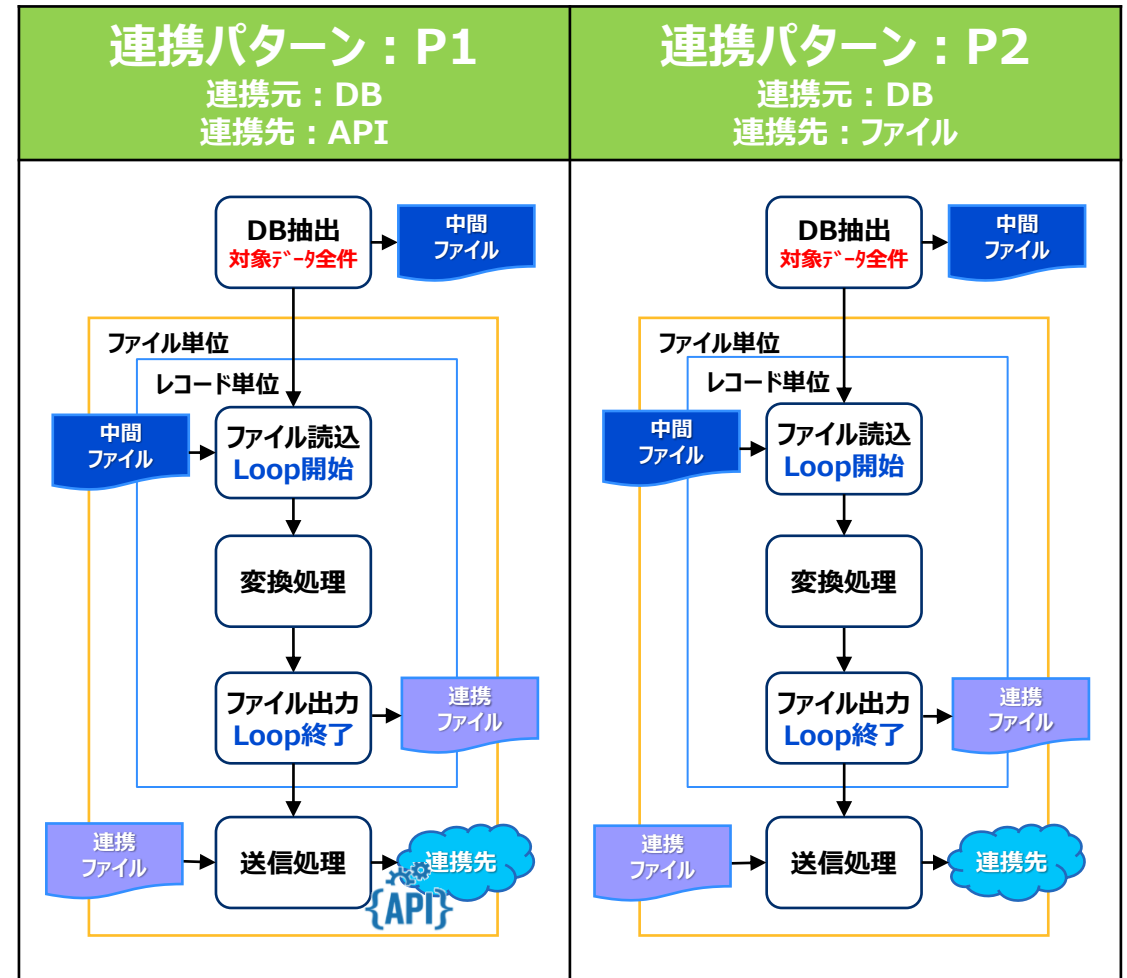 連携パターン：P1
連携元：DB
連携先：API
DB抽出
対象ﾃﾞｰﾀ全件
中間
ファイル
ファイル単位
レコード単位
中間
ファイル
ファイル読込
Loop開始
変換処理
ファイル出力
Loop終了
連携
ファイル
連携
ファイル
送信処理
連携先
{API}
連携パターン：P2
連携元：DB
連携先：ファイル
DB抽出
対象ﾃﾞｰﾀ全件
中間
ファイル
ファイル単位
レコード単位
中間
ファイル
ファイル読込
Loop開始
変換処理
ファイル出力
Loop終了
連携
ファイル
連携
ファイル
送信処理
連携先